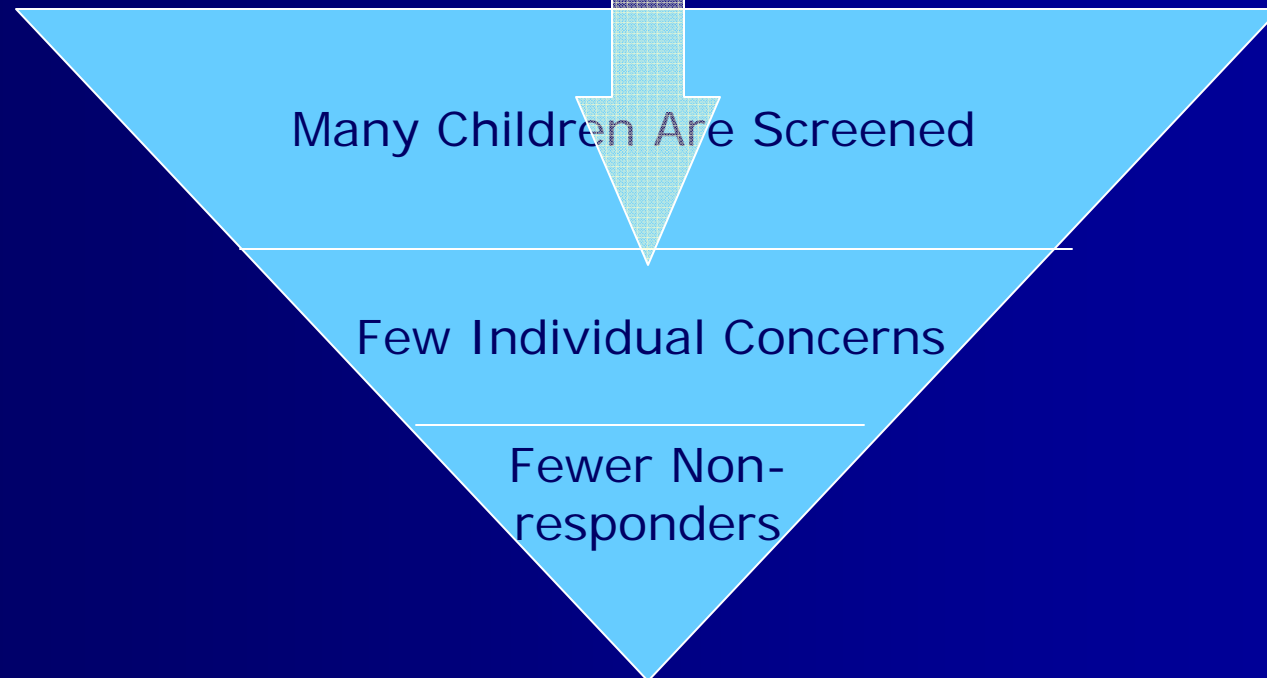 Many Children Are Screened
Few Individual Concerns
Fewer Non-
responders